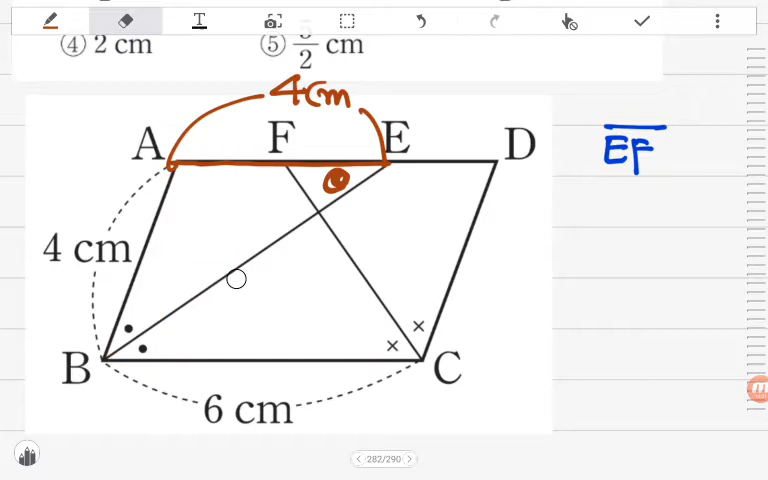 ④ 2 cm ⑤ 5/2 cm
4cm
A F E D
EF
4 cm
× ×
B C
6 cm
282/290